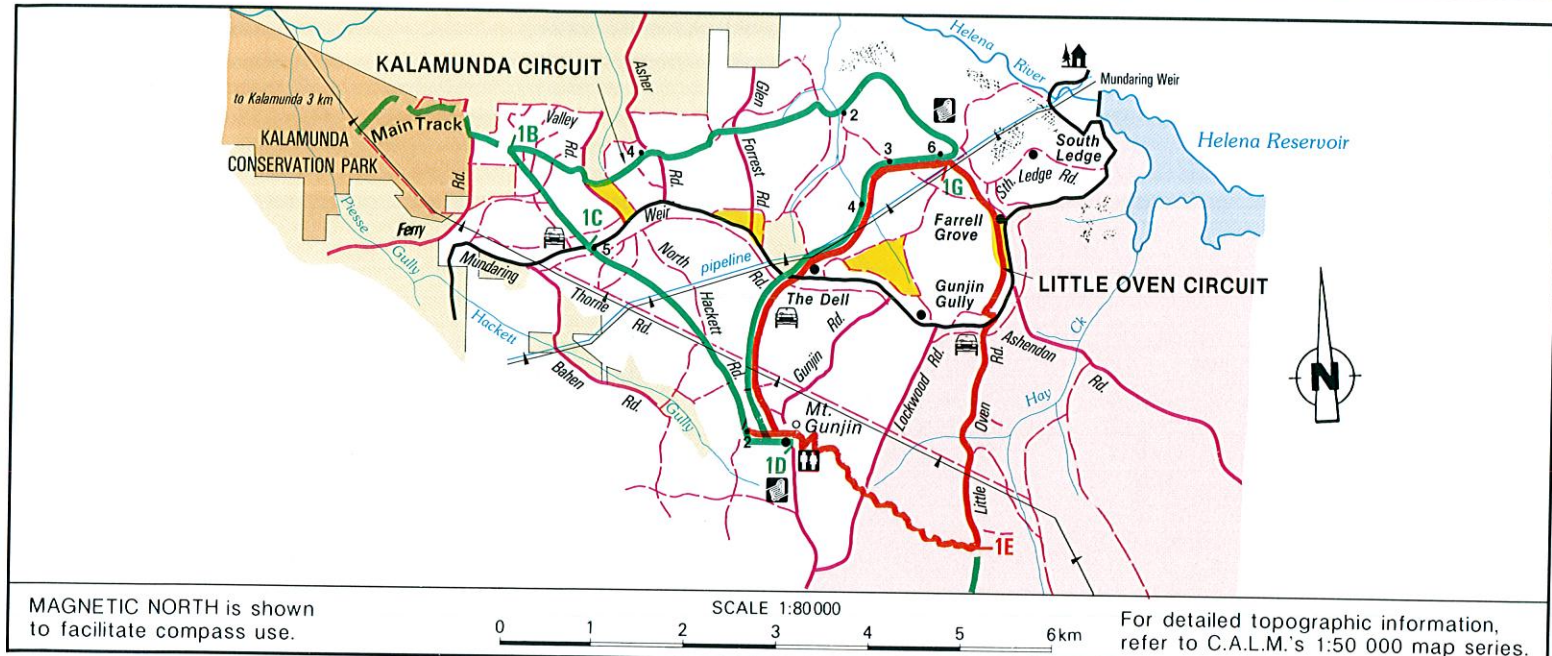 Helena
River
Mundaring Weir
Helena Reservoir
KALAMUNDA CIRCUIT
Asher
Rd.
Glen
Forrest
Rd.
to Kalamunda 3 km
Main Track
KALAMUNDA
CONSERVATION PARK
Rd.
Ferry
Valley
Rd.
1B
4
2
3
6
4
1G
South
Ledge
Sth. Ledge Rd.
Farrell
Grove
1C
5
Weir
Mundaring
North
Hackett
Rd.
pipeline
Rd.
The Dell
Gunjin
Gully
LITTLE OVEN CIRCUIT
Piesse
Gully
Hackett
Gully
Thorne
Rd.
Bahen
Rd.
Gunjin
Rd.
Lockwood
Rd.
Ashendon
Rd.
Hay
Ck
Little
Oven
Rd.
Mt.
Gunjin
2
1D
1E
N
MAGNETIC NORTH is shown
to facilitate compass use.
SCALE 1:80000
0 1 2 3 4 5 6km
For detailed topographic information,
refer to C.A.L.M.'s 1:50 000 map series.